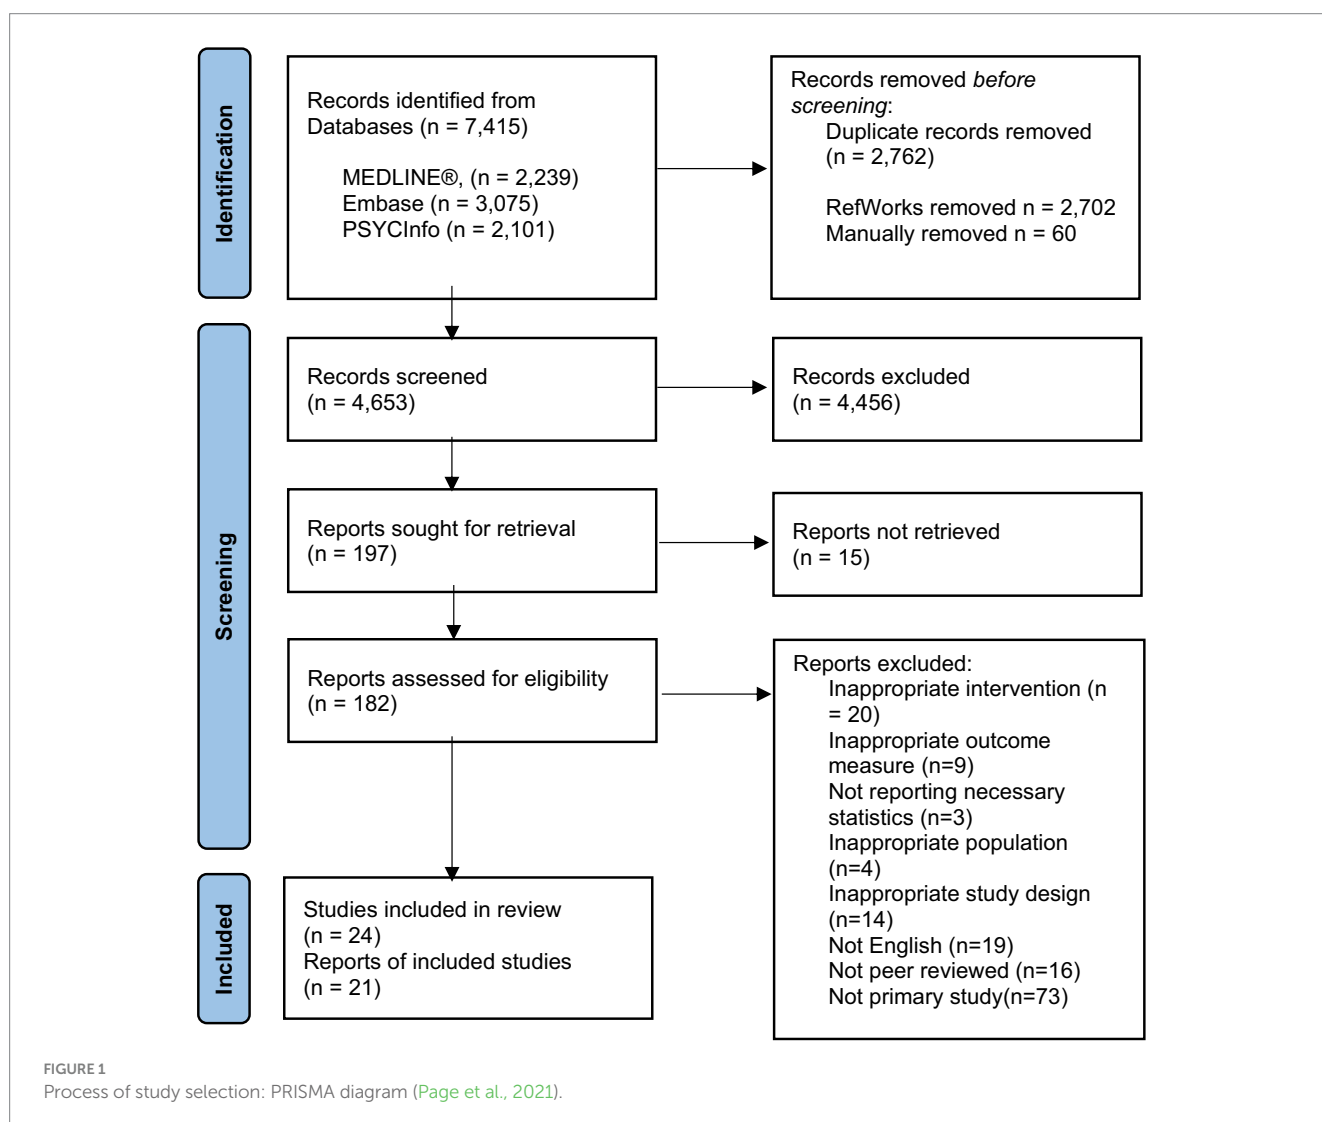 Identification
Records identified from
Databases (n = 7,415)
MEDLINE®, (n = 2,239)
Embase (n = 3,075)
PSYCInfo (n = 2,101)
Records removed before
screening:
Duplicate records removed
(n = 2,762)
RefWorks removed n = 2,702
Manually removed n = 60
Screening
Records screened
(n = 4,653)
Records excluded
(n = 4,456)
Reports sought for retrieval
(n = 197)
Reports not retrieved
(n = 15)
Reports assessed for eligibility
(n = 182)
Reports excluded:
Inappropriate intervention (n
= 20)
Inappropriate outcome
measure (n=9)
Not reporting necessary
statistics (n=3)
Inappropriate population
(n=4)
Inappropriate study design
(n=14)
Not English (n=19)
Not peer reviewed (n=16)
Not primary study(n=73)
Included
Studies included in review
(n = 24)
Reports of included studies
(n = 21)
FIGURE 1
Process of study selection: PRISMA diagram (Page et al., 2021).